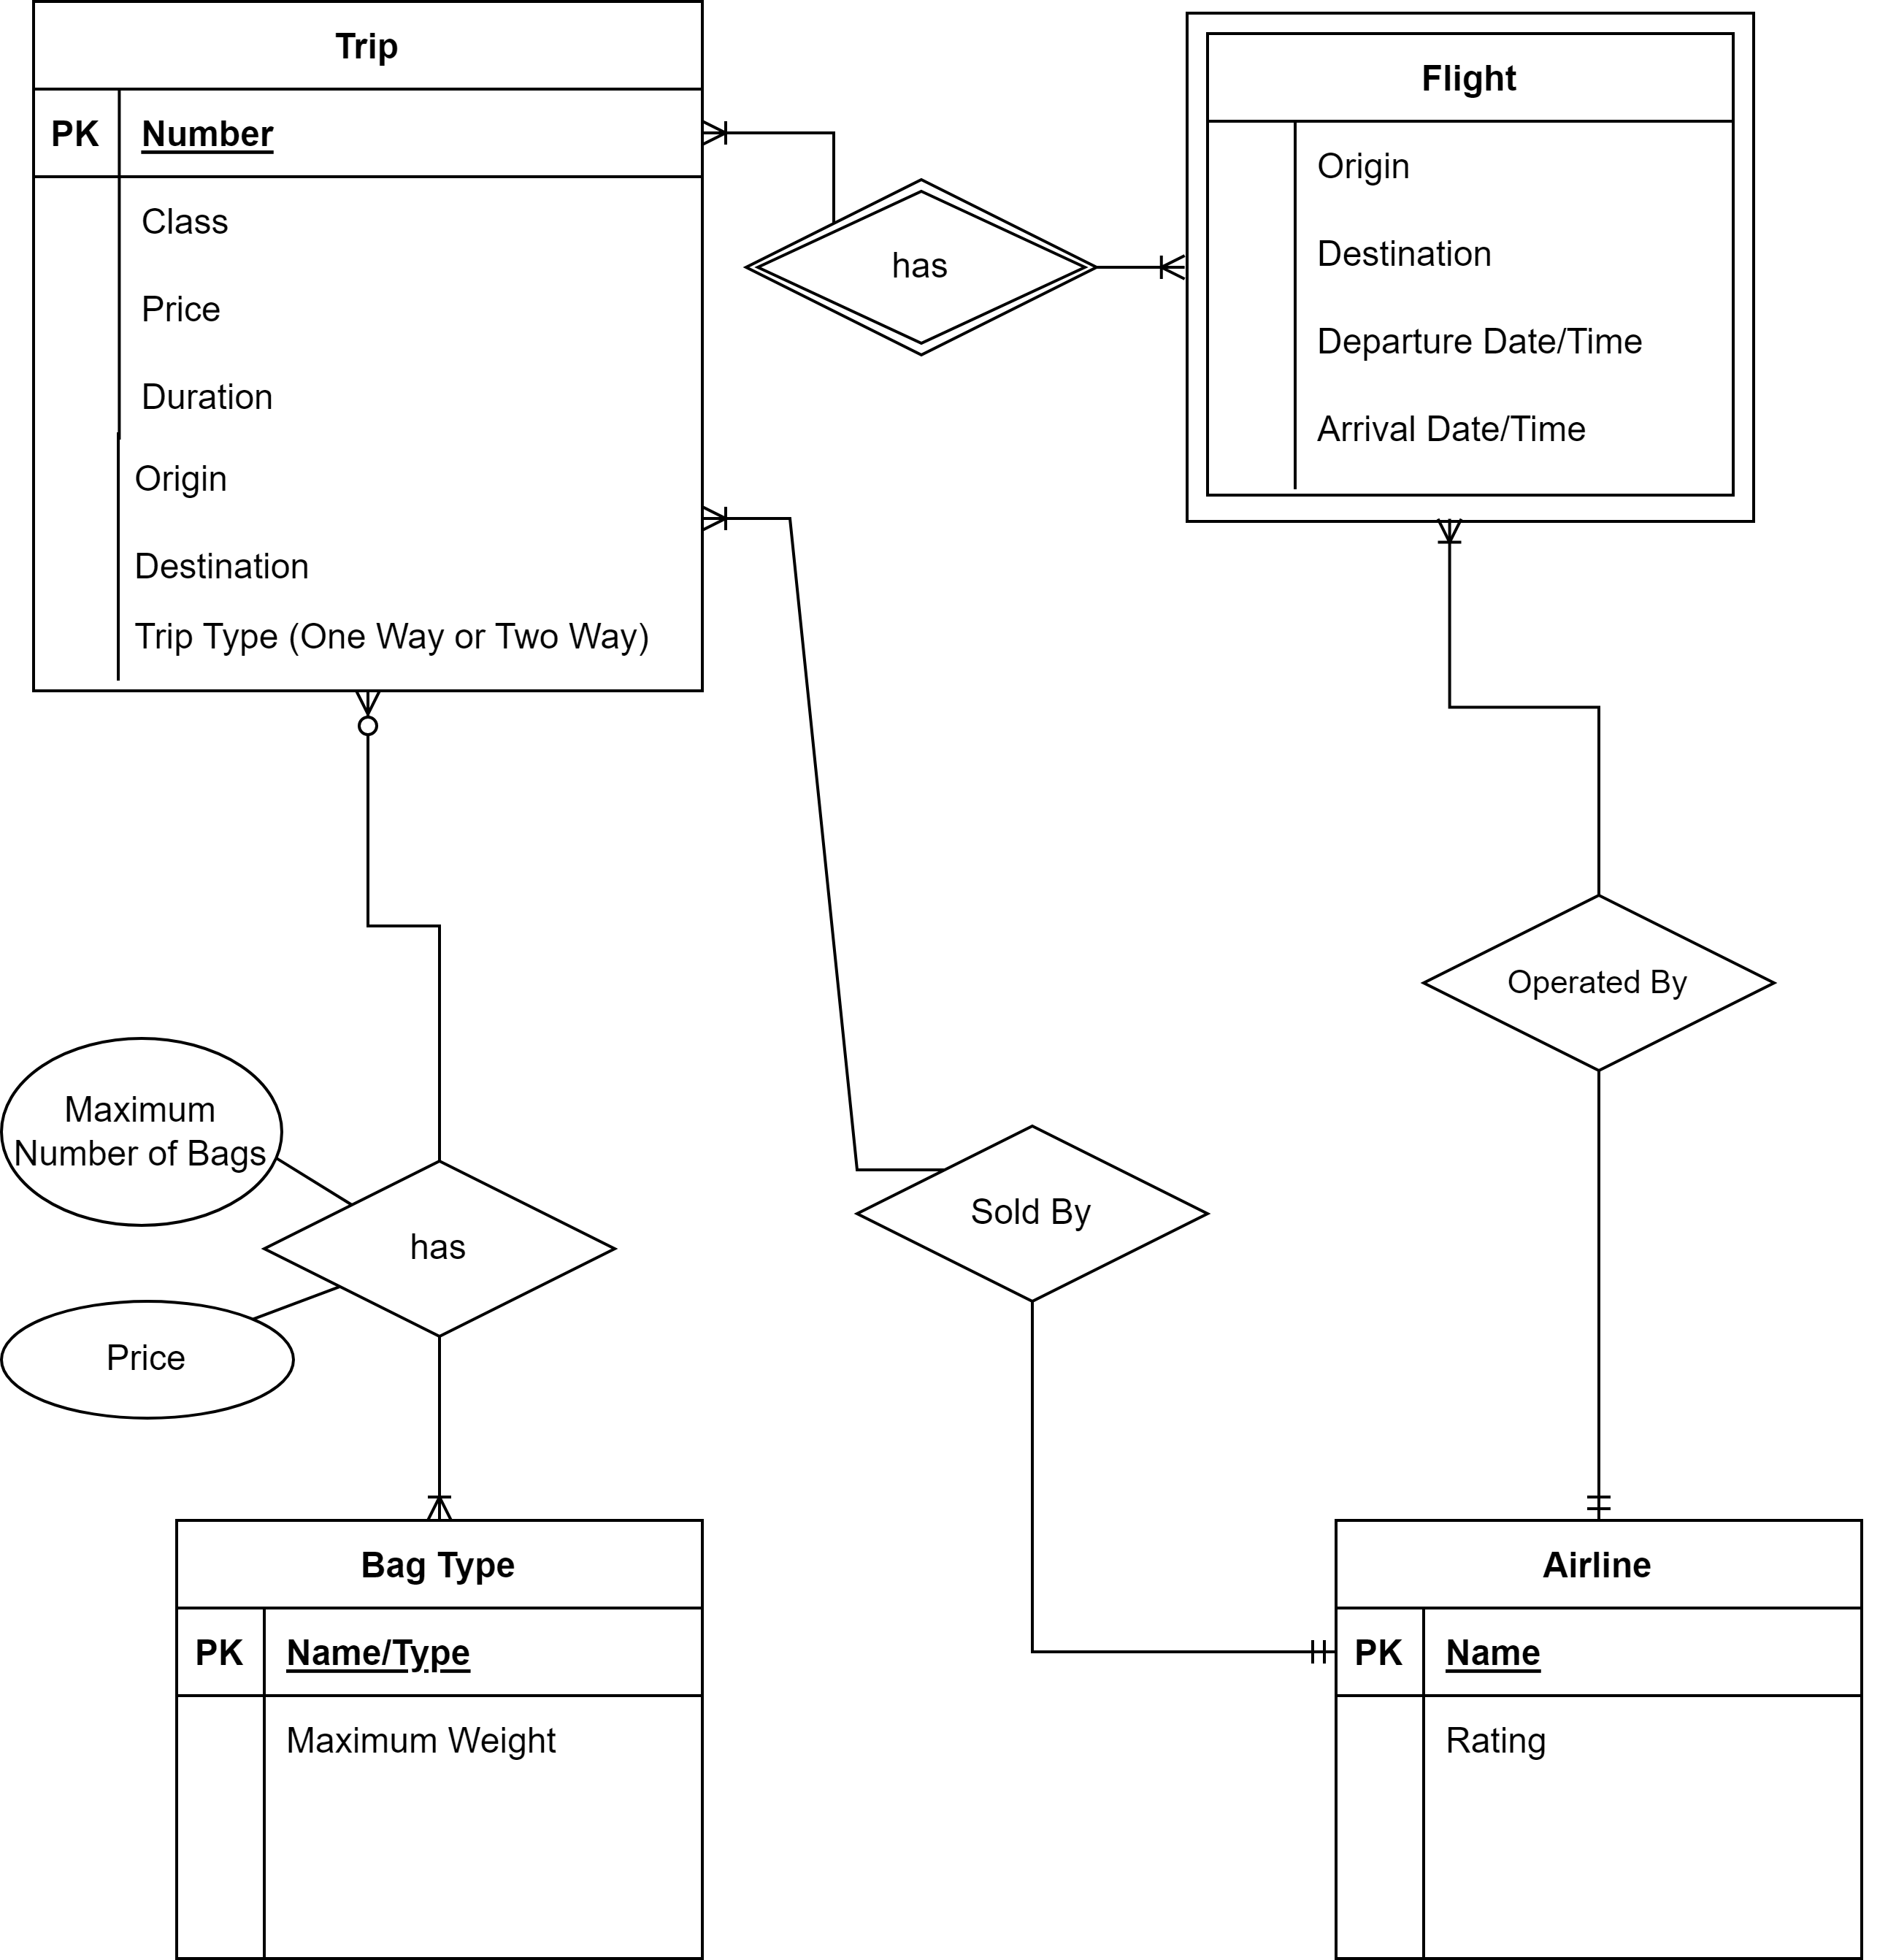 Trip
PK Number
Class
Price
Duration
Origin
Destination
Trip Type (One Way or Two Way)
has
Flight
Origin
Destination
Departure Date/Time
Arrival Date/Time
Operated By
Maximum
Number of Bags
has
Price
Sold By
Bag Type
PK Name/Type
Maximum Weight
Airline
PK Name
Rating